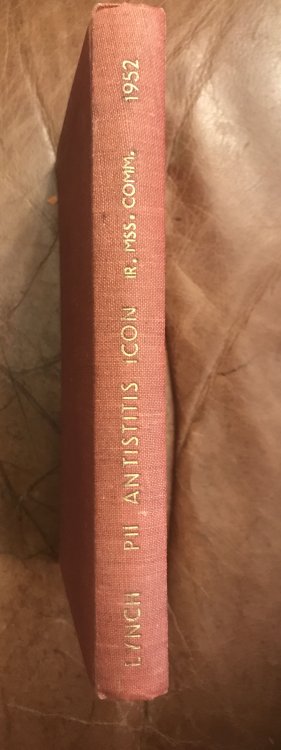 LYNCH PII ANTISTITIS ICON IR. MSS. COMM. 1952